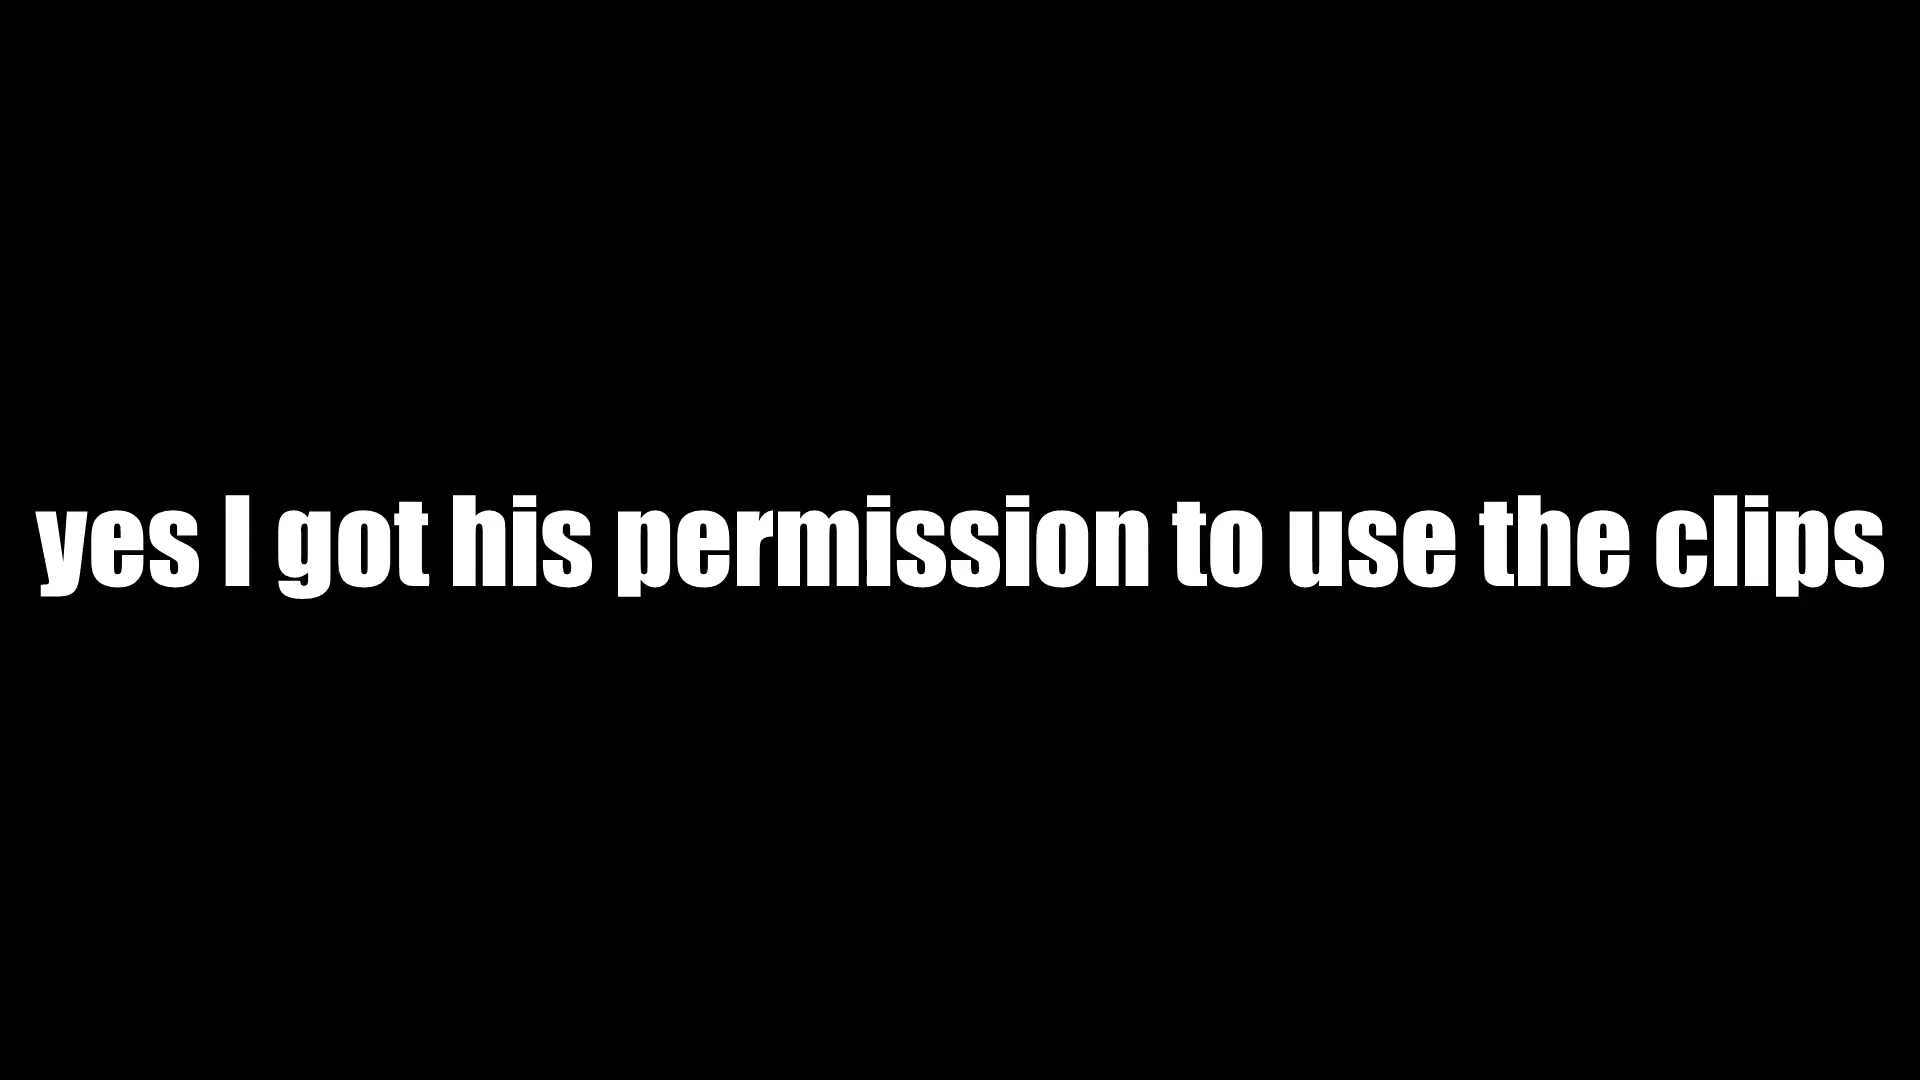 yes I got his permission to use the clips